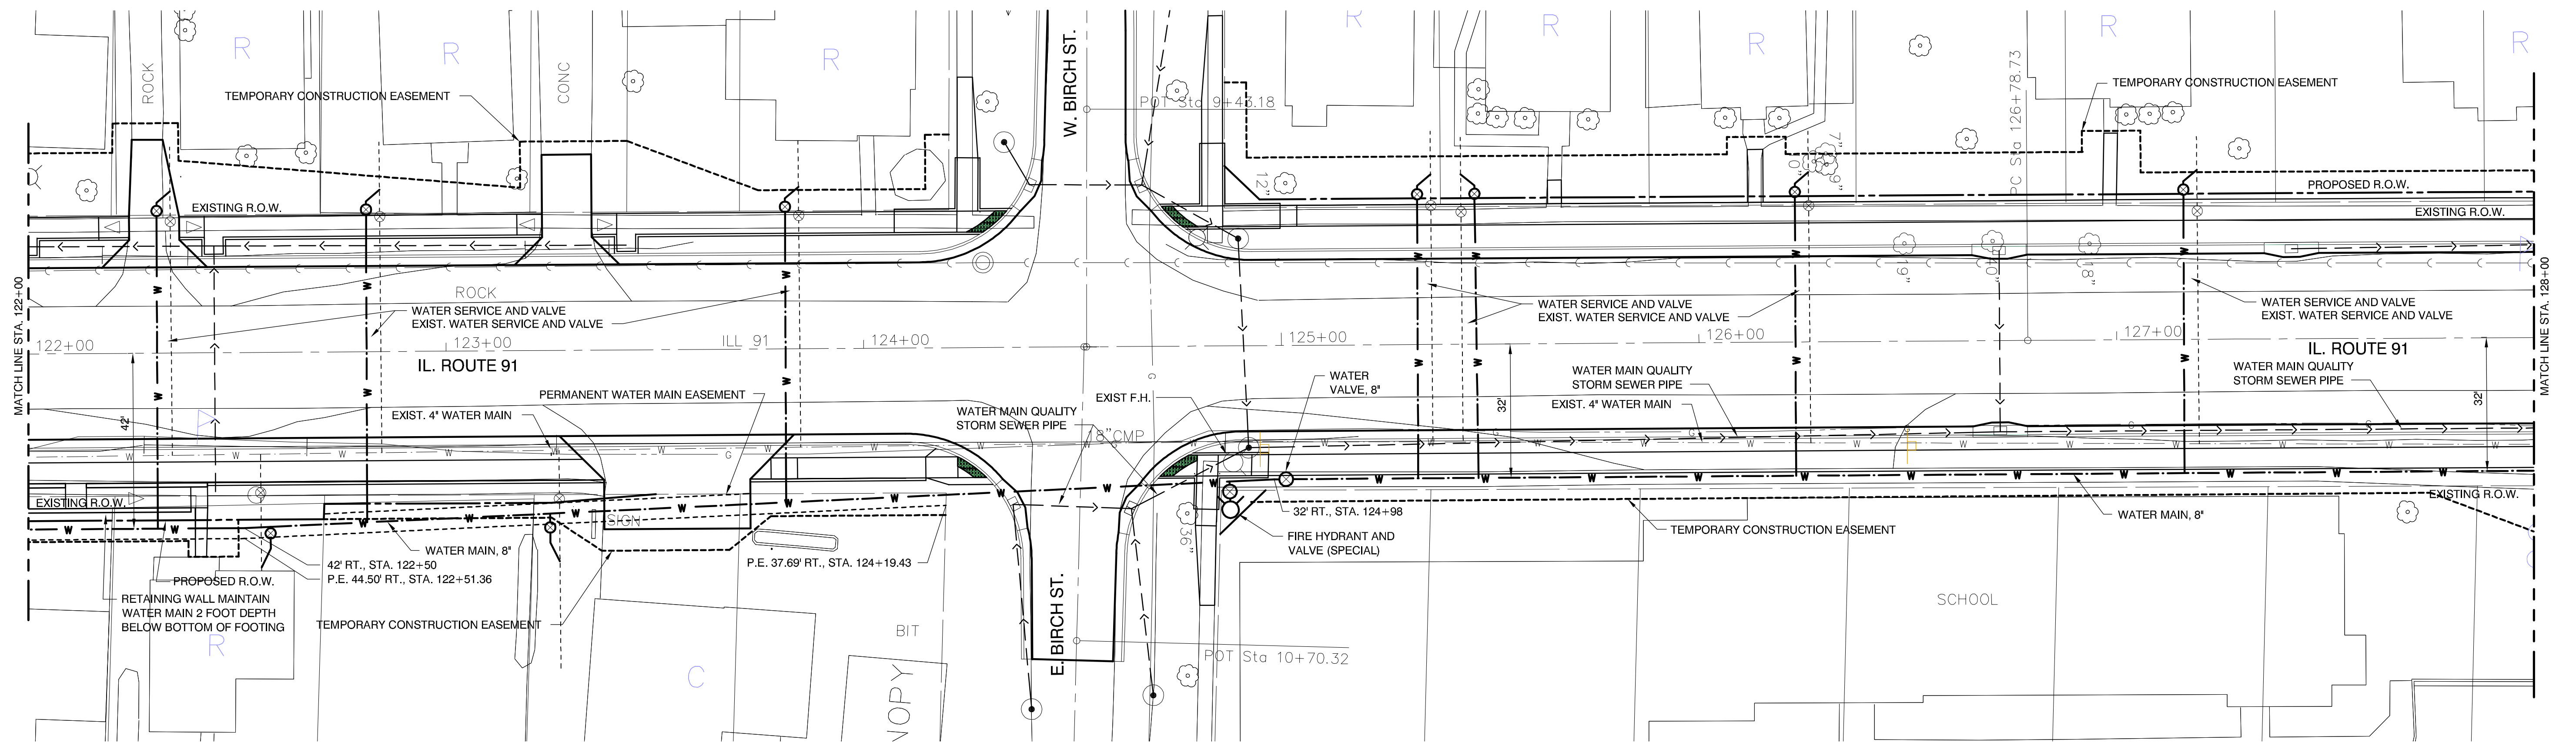 ROCK
R
R
CONC
R
W. BIRCH ST.
R
R
R
PC Sta 126+78.73
R
R
TEMPORARY CONSTRUCTION EASEMENT
POT Sta 9+43.18
TEMPORARY CONSTRUCTION EASEMENT
12"
PROPOSED R.O.W.
EXISTING R.O.W.
EXISTING R.O.W.
19"
10"
18"
MATCH LINE STA. 122+00
MATCH LINE STA. 128+00
ROCK
WATER SERVICE AND VALVE
EXIST. WATER SERVICE AND VALVE
WATER SERVICE AND VALVE
EXIST. WATER SERVICE AND VALVE
WATER SERVICE AND VALVE
EXIST. WATER SERVICE AND VALVE
122+00
123+00
ILL 91
124+00
125+00
126+00
127+00
IL. ROUTE 91
IL. ROUTE 91
42'
32'
32'
PERMANENT WATER MAIN EASEMENT
EXIST. 4" WATER MAIN
WATER MAIN QUALITY
STORM SEWER PIPE
EXIST F.H.
WATER
VALVE, 8"
WATER MAIN QUALITY
STORM SEWER PIPE
EXIST. 4" WATER MAIN
WATER MAIN QUALITY
STORM SEWER PIPE
18"CMP
EXISTING R.O.W.
EXISTING R.O.W.
SIGN
WATER MAIN, 8"
42' RT., STA. 122+50
P.E. 44.50' RT., STA. 122+51.36
P.E. 37.69' RT., STA. 124+19.43
32' RT., STA. 124+98
36"
FIRE HYDRANT AND
VALVE (SPECIAL)
TEMPORARY CONSTRUCTION EASEMENT
WATER MAIN, 8"
PROPOSED R.O.W.
RETAINING WALL MAINTAIN
WATER MAIN 2 FOOT DEPTH
BELOW BOTTOM OF FOOTING
TEMPORARY CONSTRUCTION EASEMENT
R
C
BIT
E. BIRCH ST.
POT Sta 10+70.32
SCHOOL